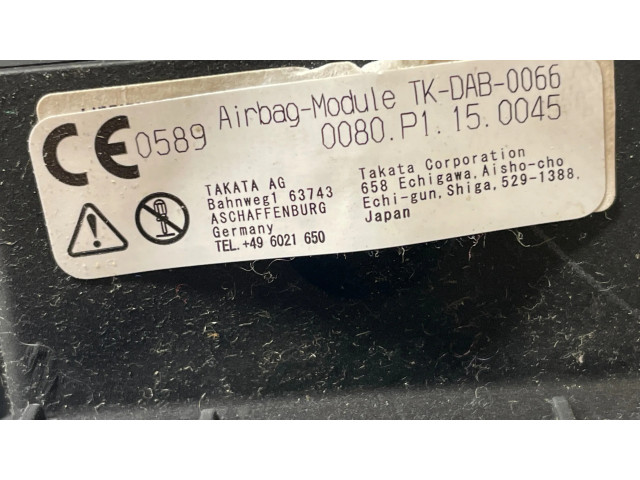 CE 0589 Airbag-Module TK-DAB-0066
0080.P1.15.0045
TAKATA AG
Bahnweg1 63743
ASCHAFFENBURG
Germany
TEL.+49 6021 650
Takata Corporation
658 Echigawa, Aisho-cho
Echi-gun, Shiga, 529-1388.
Japan